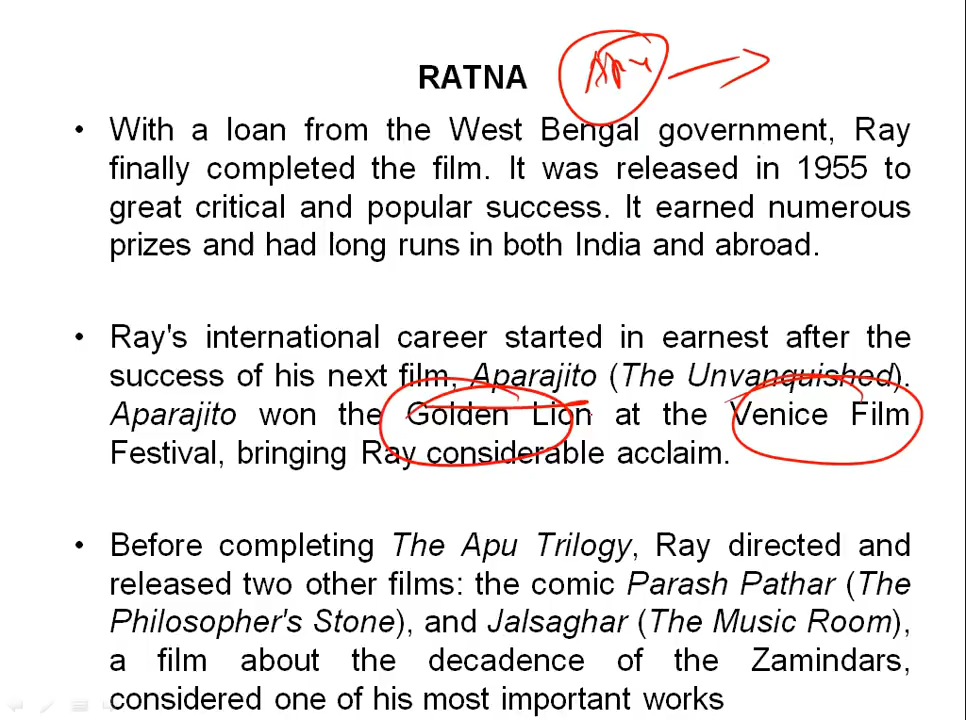 RATNA Apu
With a loan from the West Bengal government, Ray
finally completed the film. It was released in 1955 to
great critical and popular success. It earned numerous
prizes and had long runs in both India and abroad.
Ray's international career started in earnest after the
success of his next film, Aparajito (The Unvanquished).
Aparajito won the Golden Lion at the Venice Film
Festival, bringing Ray considerable acclaim.
Before completing The Apu Trilogy, Ray directed and
released two other films: the comic Parash Pathar (The
Philosopher's Stone), and Jalsaghar (The Music Room),
a film about the decadence of the Zamindars,
considered one of his most important works